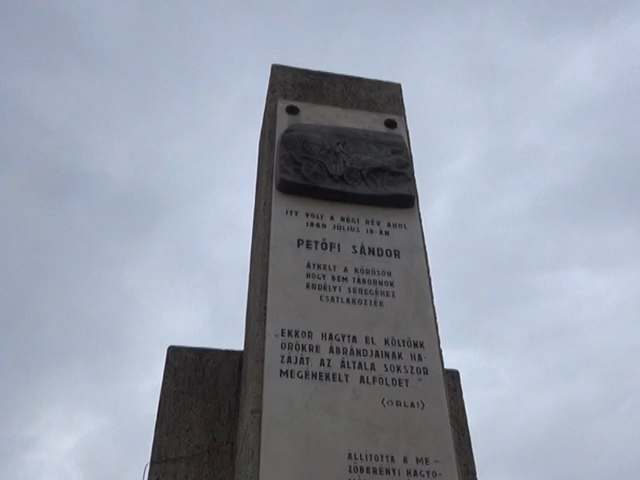 ITT VOLT A RÉGI RÉV AHOL
1849 JÚLIUS 18-ÁN
PETŐFI SÁNDOR
ÁTKELT A KÖRÖSÖN
HOGY BEM TÁBORNOK
ERDÉLYI SEREGÉHEZ
CSATLAKOZZÉK.
„EKKOR HAGYTA EL KÖLTŐNK
ÖRÖKRE ÁBRÁNDJAINAK HA-
ZÁJÁT, AZ ÁLTALA SOKSZOR
MEGÉNEKELT ALFÖLDET..."
(ORLAI)
ÁLLÍTOTTA A ME-
ZŐBERÉNYI HAGYO-